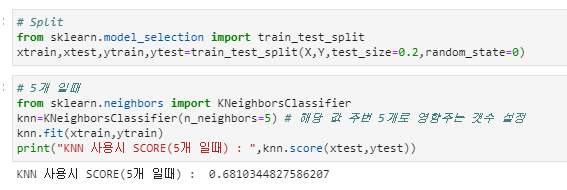 # Split
from sklearn.model_selection import train_test_split
xtrain,xtest,ytrain,ytest=train_test_split(X,Y,test_size=0.2,random_state=0)
# 5개 일때
from sklearn.neighbors import KNeighborsClassifier
knn=KNeighborsClassifier(n_neighbors=5) # 해당 값 주변 5개로 영향주는 갯수 설정
knn.fit(xtrain,ytrain)
print("KNN 사용시 SCORE(5개 일때) : ",knn.score(xtest,ytest))
KNN 사용시 SCORE(5개 일때) :  0.6810344827586207